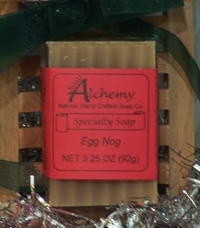 Alchemy
Natural Hand Crafted Soap Co.
Specialty Soap
Egg Nog
NET 3.25 OZ (92g)